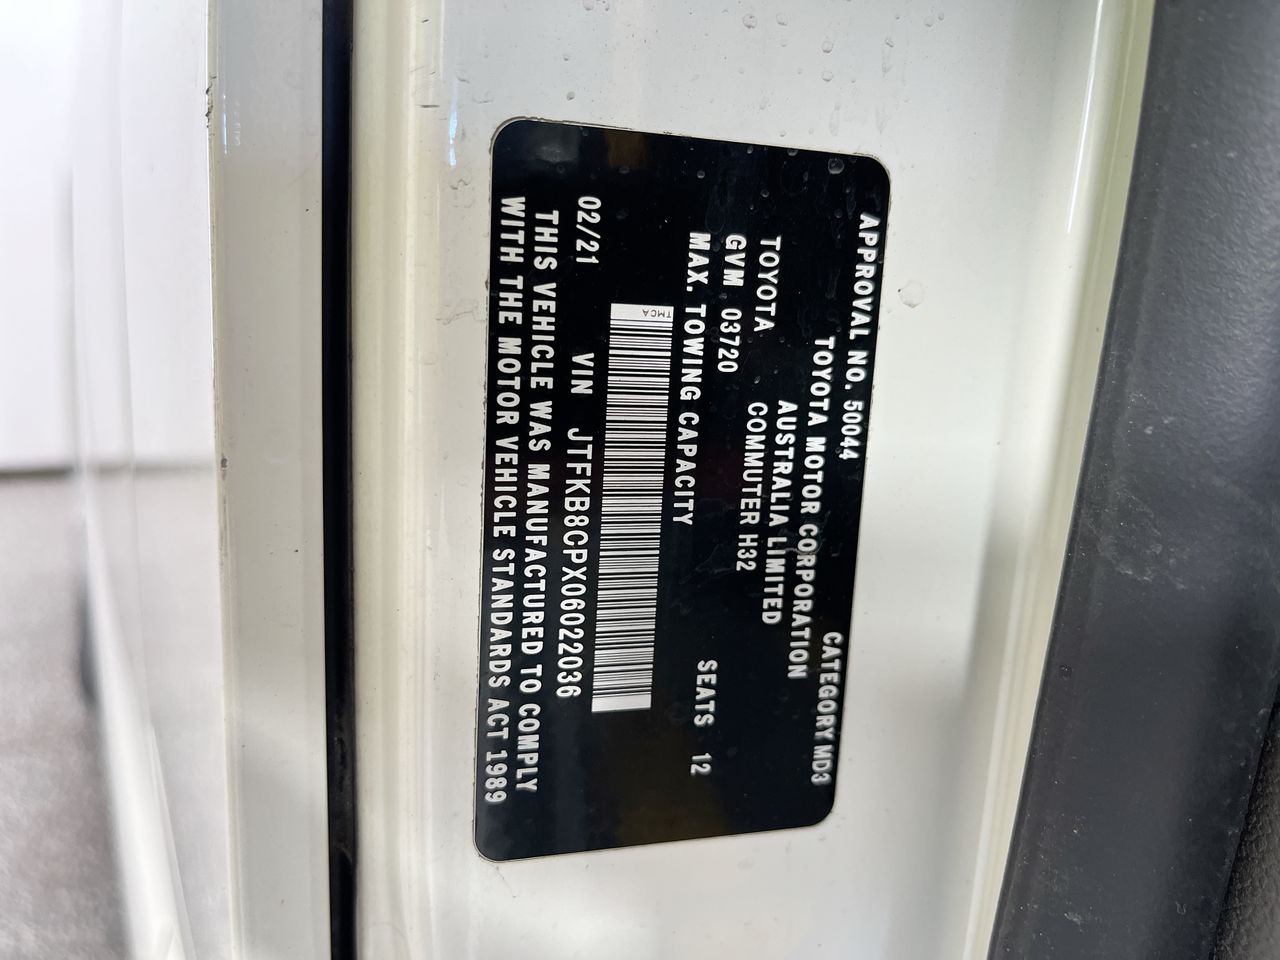 APPROVAL NO. 50044 CATEGORY MD3
TOYOTA MOTOR CORPORATION
AUSTRALIA LIMITED
TOYOTA COMMUTER H32
GVM 03720
MAX. TOWING CAPACITY SEATS 12
TMCA
02/21 VIN JTFKB8CPX06022036
THIS VEHICLE WAS MANUFACTURED TO COMPLY
WITH THE MOTOR VEHICLE STANDARDS ACT 1989